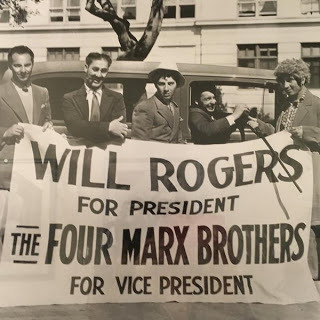 WILL ROGERS
FOR PRESIDENT
THE FOUR MARX BROTHERS
FOR VICE PRESIDENT